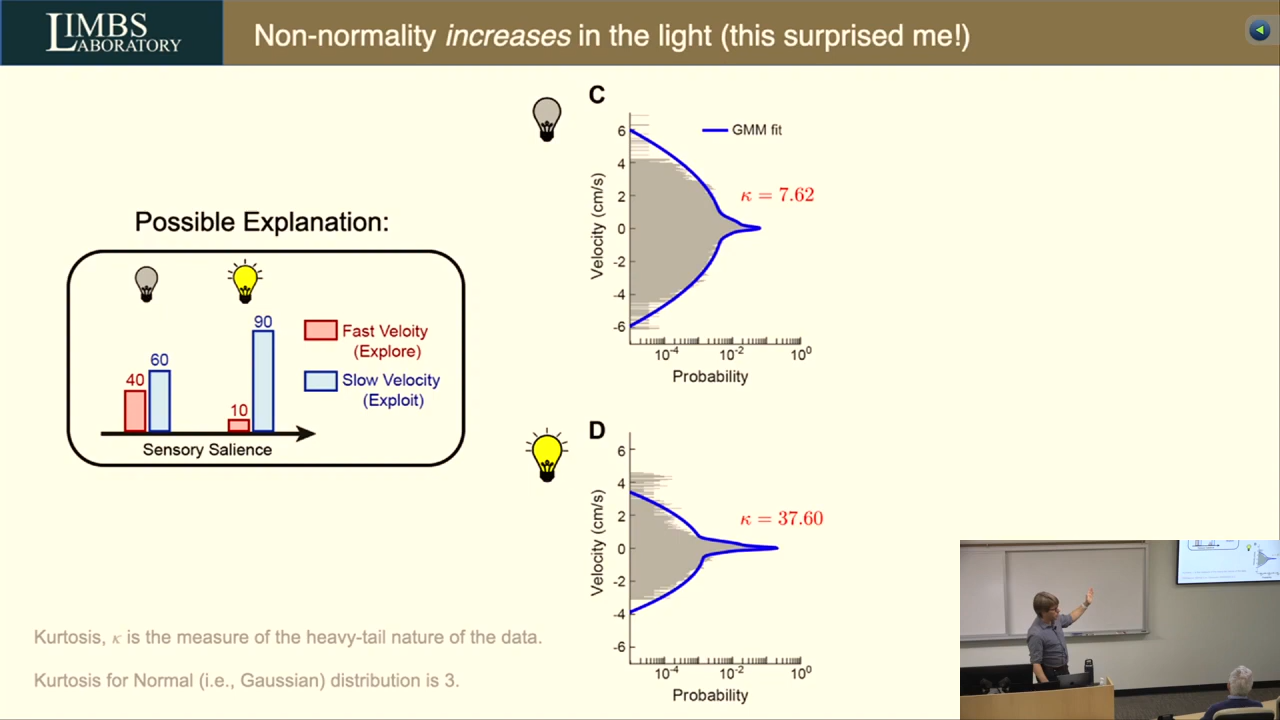 LIMBS
LABORATORY
Non-normality increases in the light (this surprised me!)
Possible Explanation:
40
60
10
90
Fast Veloity
(Explore)
Slow Velocity
(Exploit)
Sensory Salience
C
GMM fit
κ = 7.62
Velocity (cm/s)
6
4
2
0
-2
-4
-6
10⁻⁴
10⁻²
10⁰
Probability
D
κ = 37.60
Velocity (cm/s)
6
4
2
0
-2
-4
-6
10⁻⁴
10⁻²
10⁰
Probability
Kurtosis, κ is the measure of the heavy-tail nature of the data.
Kurtosis for Normal (i.e., Gaussian) distribution is 3.